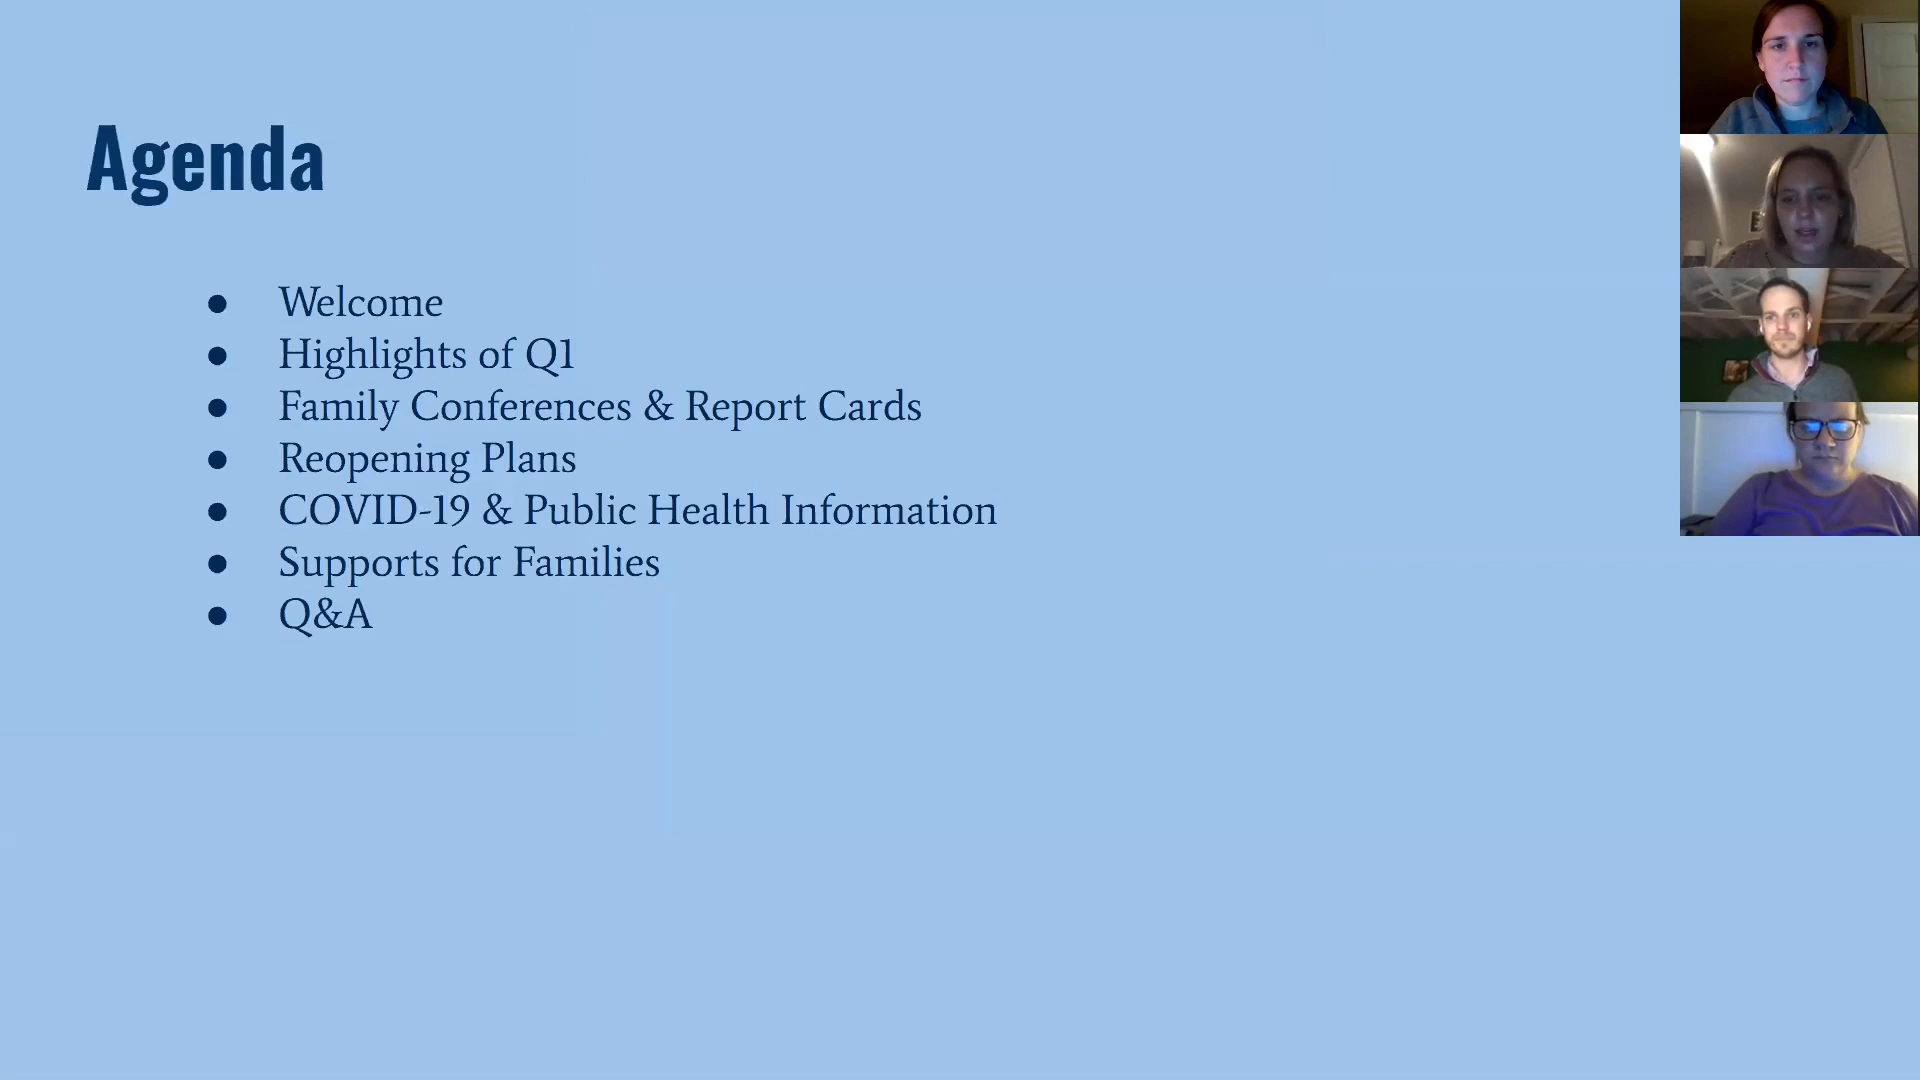 Agenda
● Welcome
● Highlights of Q1
● Family Conferences & Report Cards
● Reopening Plans
● COVID-19 & Public Health Information
● Supports for Families
● Q&A